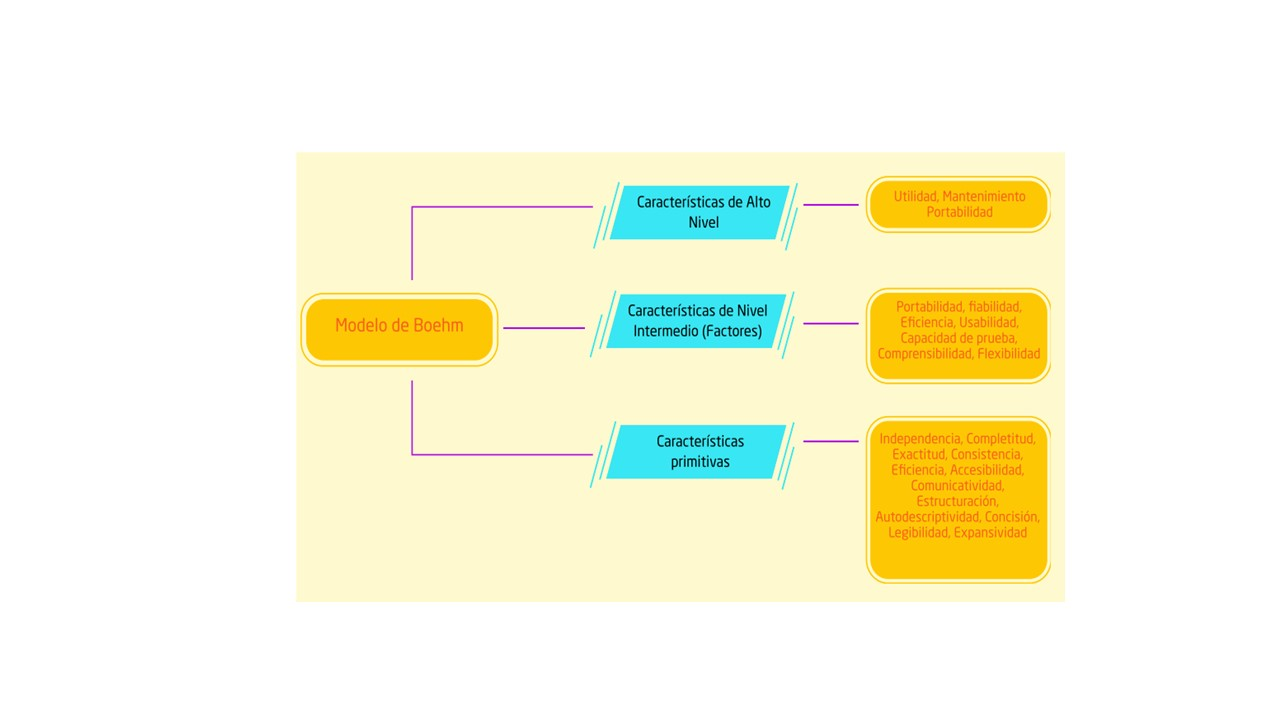 Características de Alto
Nivel
Utilidad, Mantenimiento
Portabilidad
Modelo de Boehm
Características de Nivel
Intermedio (Factores)
Portabilidad, fiabilidad,
Eficiencia, Usabilidad,
Capacidad de prueba,
Comprensibilidad, Flexibilidad
Características
primitivas
Independencia, Completitud,
Exactitud, Consistencia,
Eficiencia, Accesibilidad,
Comunicatividad,
Estructuración,
Autodescriptividad, Concisión,
Legibilidad, Expansividad